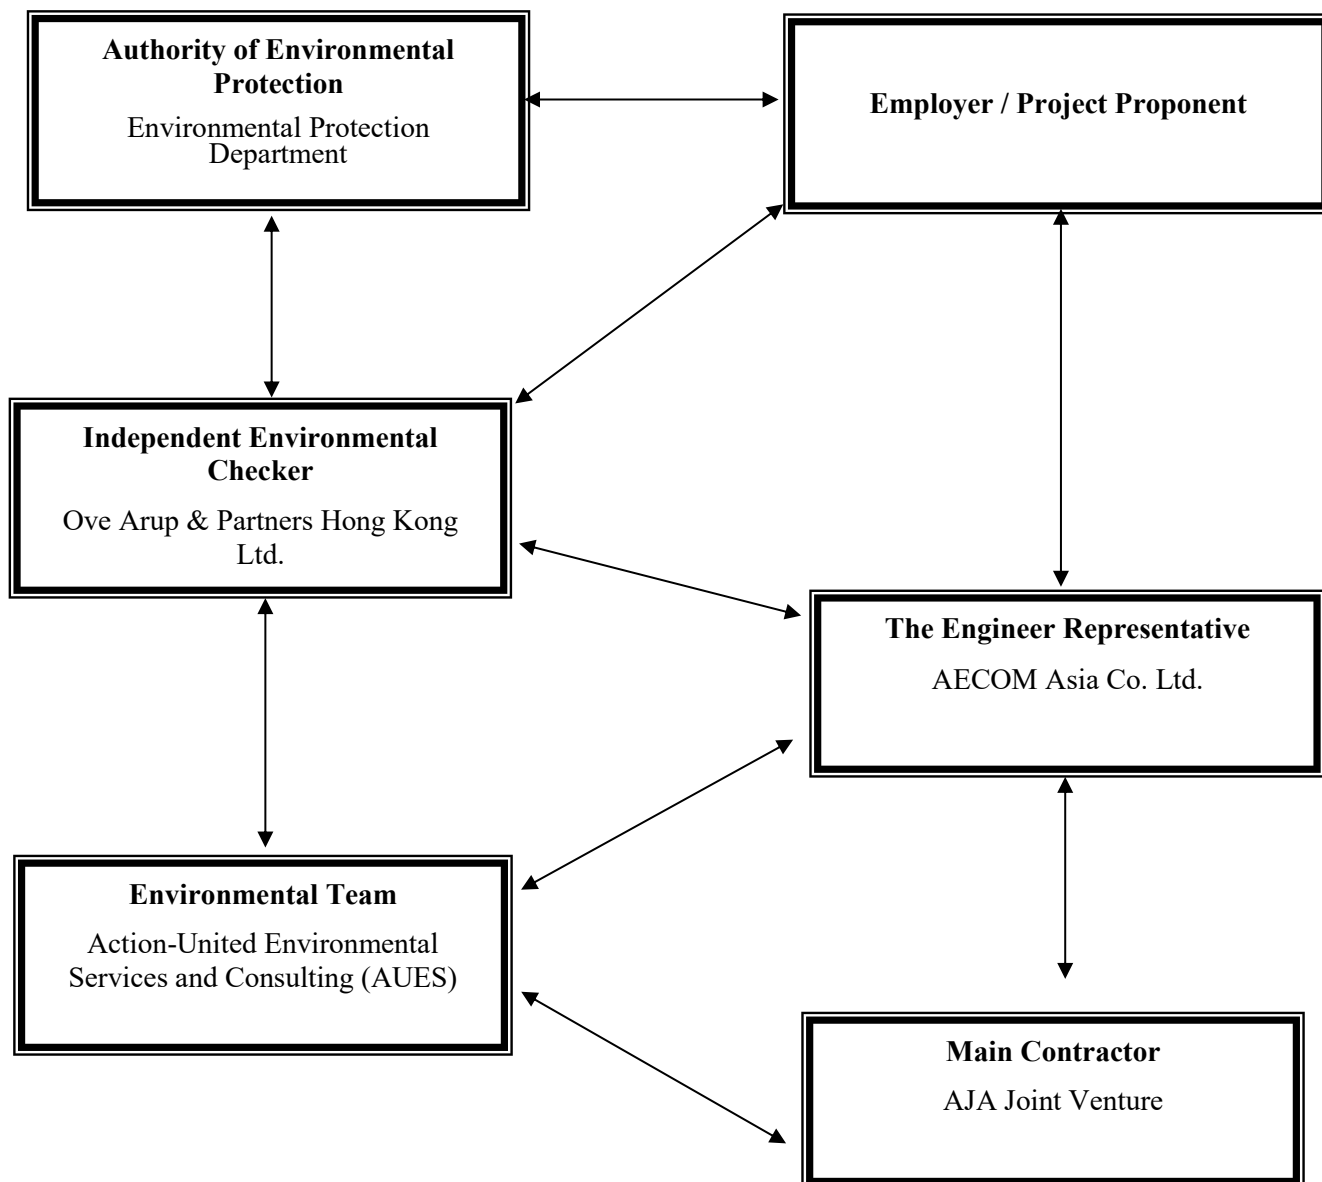 Authority of Environmental
Protection
Environmental Protection
Department
Employer / Project Proponent
Independent Environmental
Checker
Ove Arup & Partners Hong Kong
Ltd.
The Engineer Representative
AECOM Asia Co. Ltd.
Environmental Team
Action-United Environmental
Services and Consulting (AUES)
Main Contractor
AJA Joint Venture